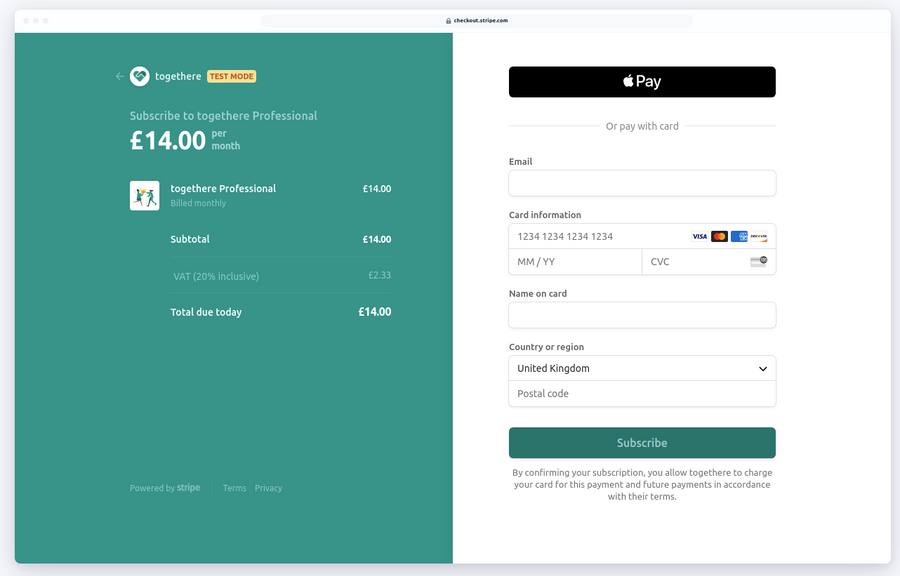 checkout.stripe.com
togethere TEST MODE
Subscribe to togethere Professional
£14.00 per month
togethere Professional £14.00
Billed monthly
Subtotal £14.00
VAT (20% inclusive) £2.33
Total due today £14.00
Powered by stripe Terms Privacy
Pay
Or pay with card
Email
Card information
1234 1234 1234 1234 VISA
MM / YY CVC
Name on card
Country or region
United Kingdom
Postal code
Subscribe
By confirming your subscription, you allow togethere to charge
your card for this payment and future payments in accordance
with their terms.